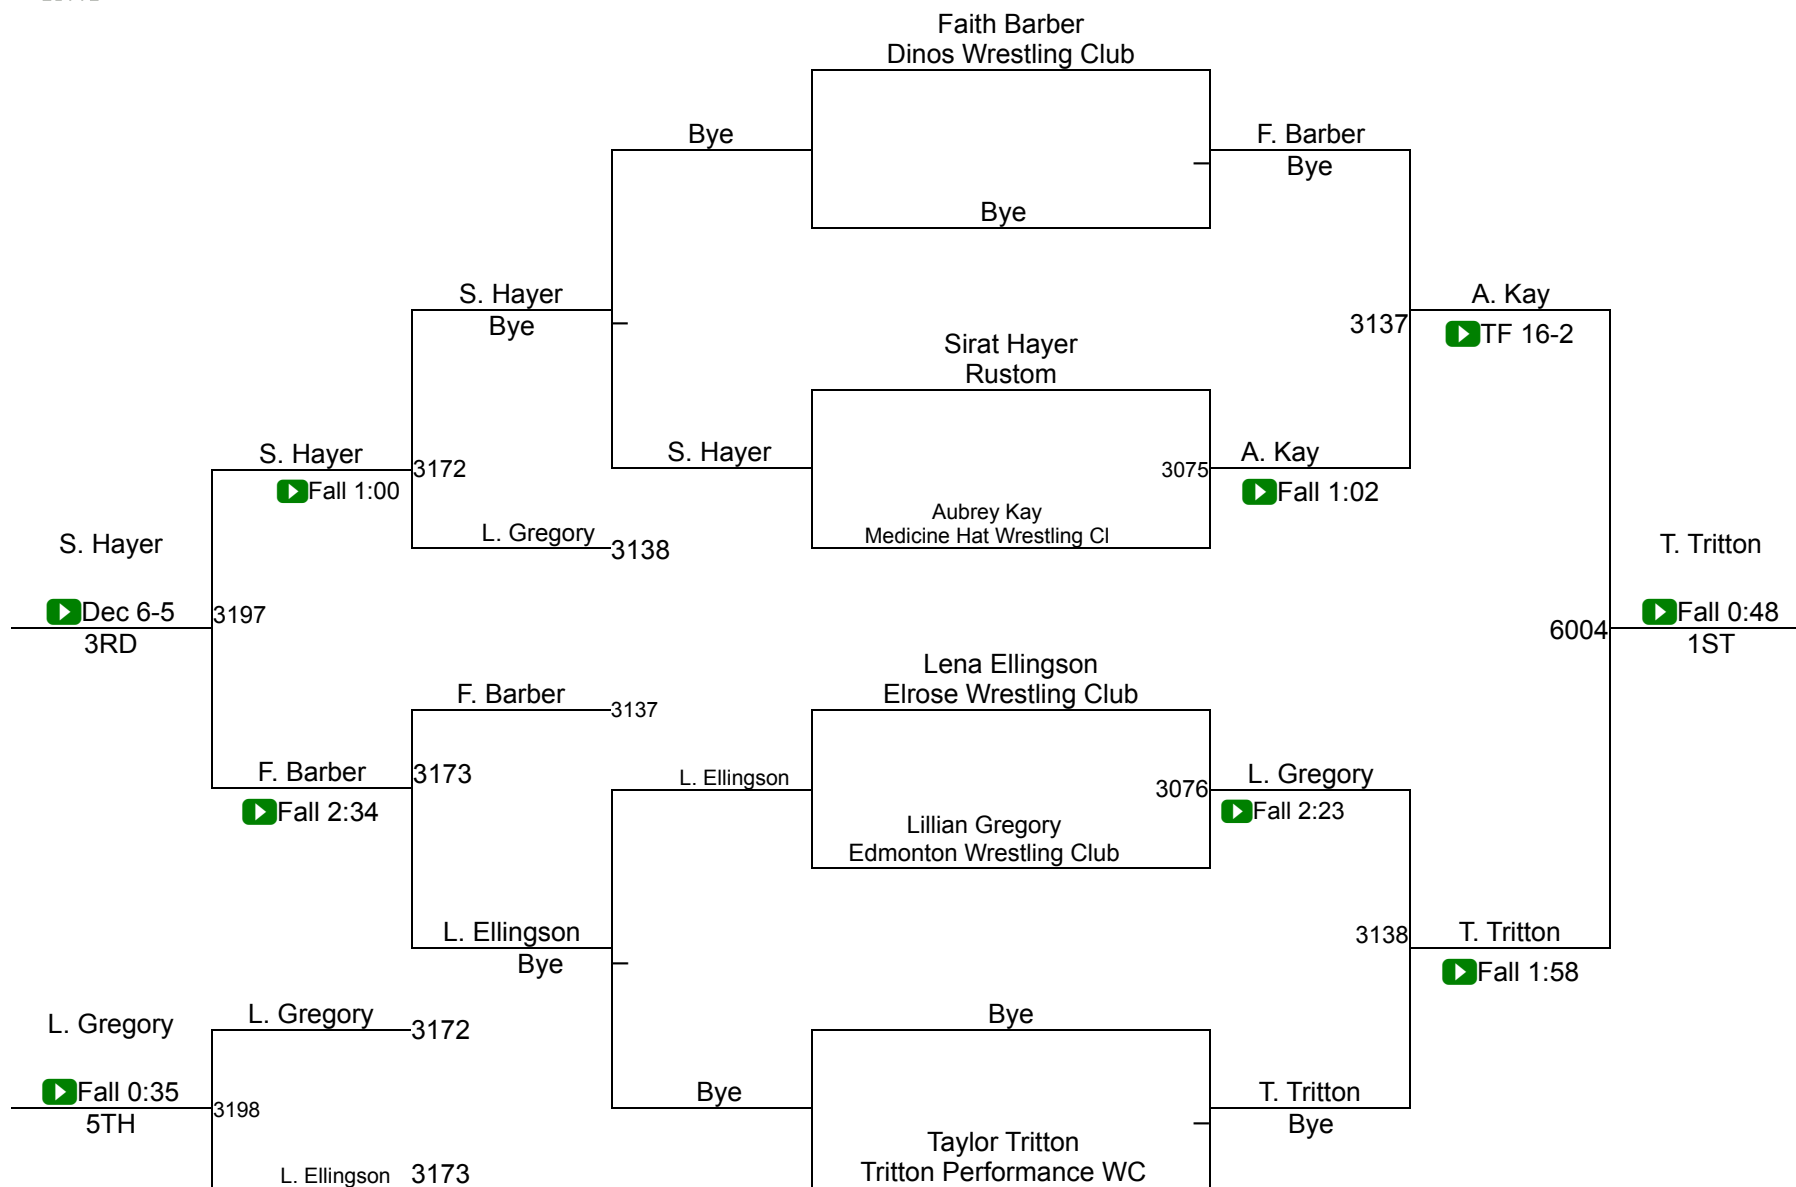 Faith Barber
Dinos Wrestling Club
Bye
F. Barber
Bye
Bye
S. Hayer
Bye
A. Kay
3137
TF 16-2
Sirat Hayer
Rustom
S. Hayer
3172
Fall 1:00
S. Hayer
3075
A. Kay
Fall 1:02
Aubrey Kay
Medicine Hat Wrestling Cl
L. Gregory
3138
S. Hayer
T. Tritton
Dec 6-5
3197
3RD
6004
Fall 0:48
1ST
Lena Ellingson
Elrose Wrestling Club
F. Barber
3137
F. Barber
3173
Fall 2:34
L. Ellingson
3076
L. Gregory
Fall 2:23
Lillian Gregory
Edmonton Wrestling Club
L. Ellingson
Bye
3138
T. Tritton
Fall 1:58
L. Gregory
L. Gregory
3172
Bye
Fall 0:35
3198
5TH
Bye
T. Tritton
Bye
Taylor Tritton
Tritton Performance WC
L. Ellingson
3173